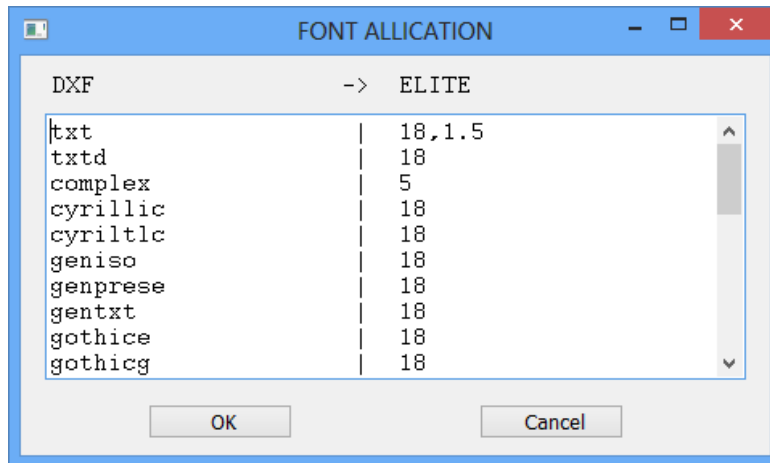 FONT ALLICATION
DXF -> ELITE
txt | 18,1.5
txtd | 18
complex | 5
cyrillic | 18
cyriltlc | 18
geniso | 18
genprese | 18
gentxt | 18
gothice | 18
gothicg | 18
OK Cancel